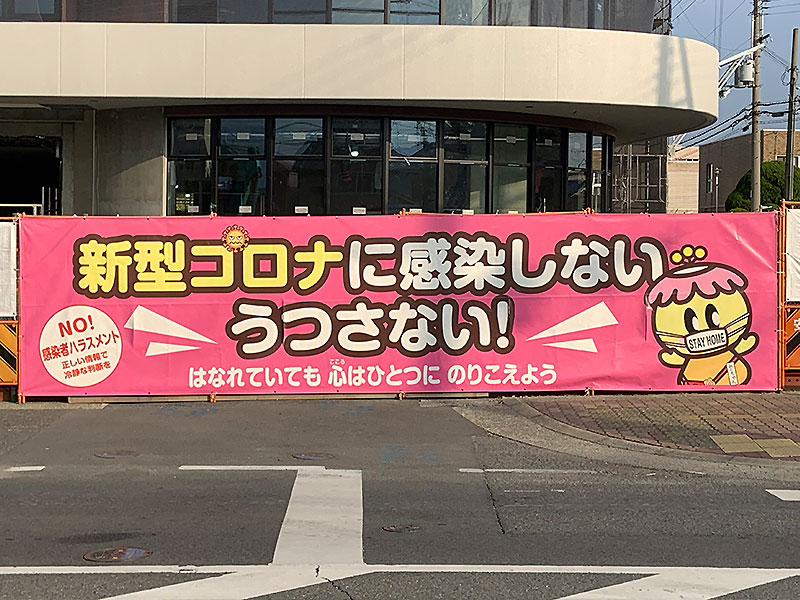 新型コロナに感染しない
うつさない!
はなれていても 心はひとつに のりこえよう
こころ
NO!
感染者ハラスメント
正しい情報で
冷静な判断を
STAY HOME